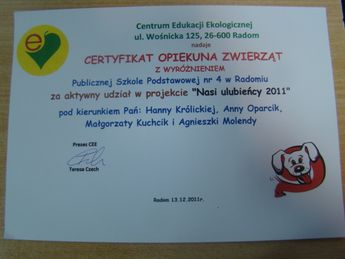 e
Centrum Edukacji Ekologicznej
ul. Wośnicka 125, 26-600 Radom
nadaje
CERTYFIKAT OPIEKUNA ZWIERZĄT
Z WYRÓŻNIENIEM
Publicznej Szkole Podstawowej nr 4 w Radomiu
za aktywny udział w projekcie "Nasi ulubieńcy 2011"
pod kierunkiem Pań: Hanny Królickiej, Anny Oparcik,
Małgorzaty Kuchcik i Agnieszki Molendy
Prezes CEE
Teresa Czech
Radom 13.12.2011r.